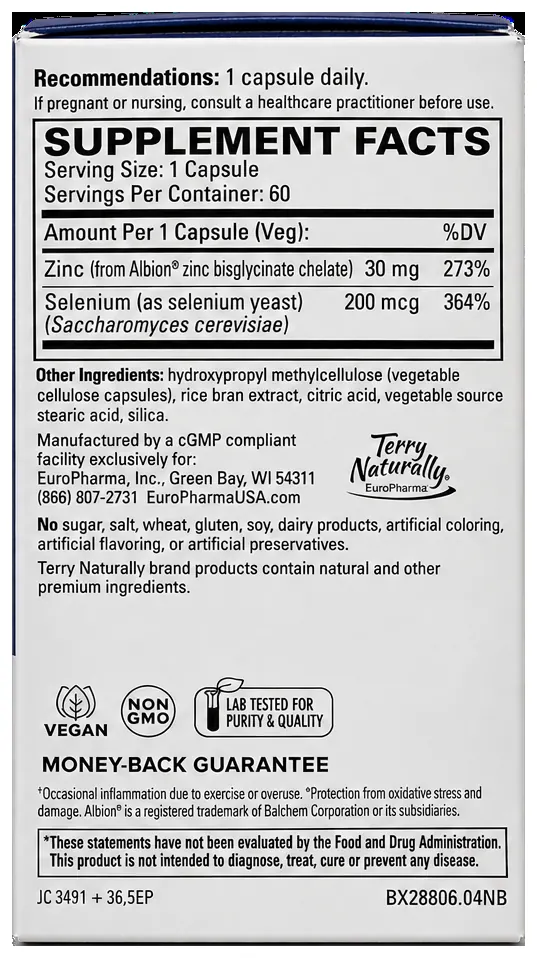 Recommendations: 1 capsule daily.
If pregnant or nursing, consult a healthcare practitioner before use.
SUPPLEMENT FACTS
Serving Size: 1 Capsule
Servings Per Container: 60
Amount Per 1 Capsule (Veg): %DV
Zinc (from Albion® zinc bisglycinate chelate) 30 mg 273%
Selenium (as selenium yeast) 200 mcg 364%
(Saccharomyces cerevisiae)
Other Ingredients: hydroxypropyl methylcellulose (vegetable
cellulose capsules), rice bran extract, citric acid, vegetable source
stearic acid, silica.
Manufactured by a cGMP compliant
facility exclusively for:
EuroPharma, Inc., Green Bay, WI 54311
(866) 807-2731 EuroPharmaUSA.com
Terry
Naturally®
EuroPharma
No sugar, salt, wheat, gluten, soy, dairy products, artificial coloring,
artificial flavoring, or artificial preservatives.
Terry Naturally brand products contain natural and other
premium ingredients.
VEGAN
NON
GMO
LAB TESTED FOR
PURITY & QUALITY
MONEY-BACK GUARANTEE
†Occasional inflammation due to exercise or overuse. °Protection from oxidative stress and
damage. Albion® is a registered trademark of Balchem Corporation or its subsidiaries.
*These statements have not been evaluated by the Food and Drug Administration.
This product is not intended to diagnose, treat, cure or prevent any disease.
JC 3491 + 36,5EP
BX28806.04NB